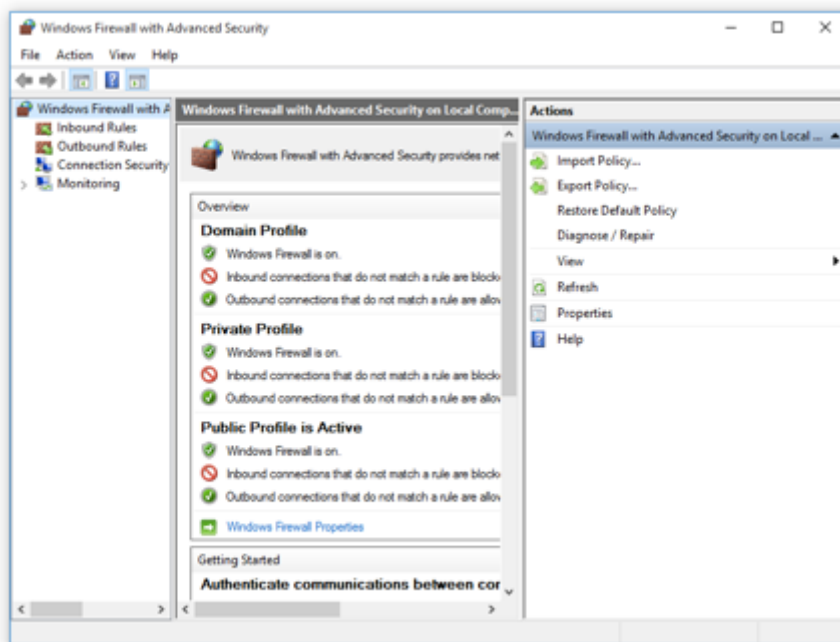 Windows Firewall with Advanced Security
File Action View Help
Windows Firewall with A
Inbound Rules
Outbound Rules
Connection Security
Monitoring
Windows Firewall with Advanced Security on Local Comp...
Windows Firewall with Advanced Security provides net
Overview
Domain Profile
Windows Firewall is on.
Inbound connections that do not match a rule are blocke
Outbound connections that do not match a rule are allow
Private Profile
Windows Firewall is on.
Inbound connections that do not match a rule are blocke
Outbound connections that do not match a rule are allow
Public Profile is Active
Windows Firewall is on.
Inbound connections that do not match a rule are blocke
Outbound connections that do not match a rule are allow
Windows Firewall Properties
Getting Started
Authenticate communications between cor
Actions
Windows Firewall with Advanced Security on Local ...
Import Policy...
Export Policy...
Restore Default Policy
Diagnose / Repair
View
Refresh
Properties
Help